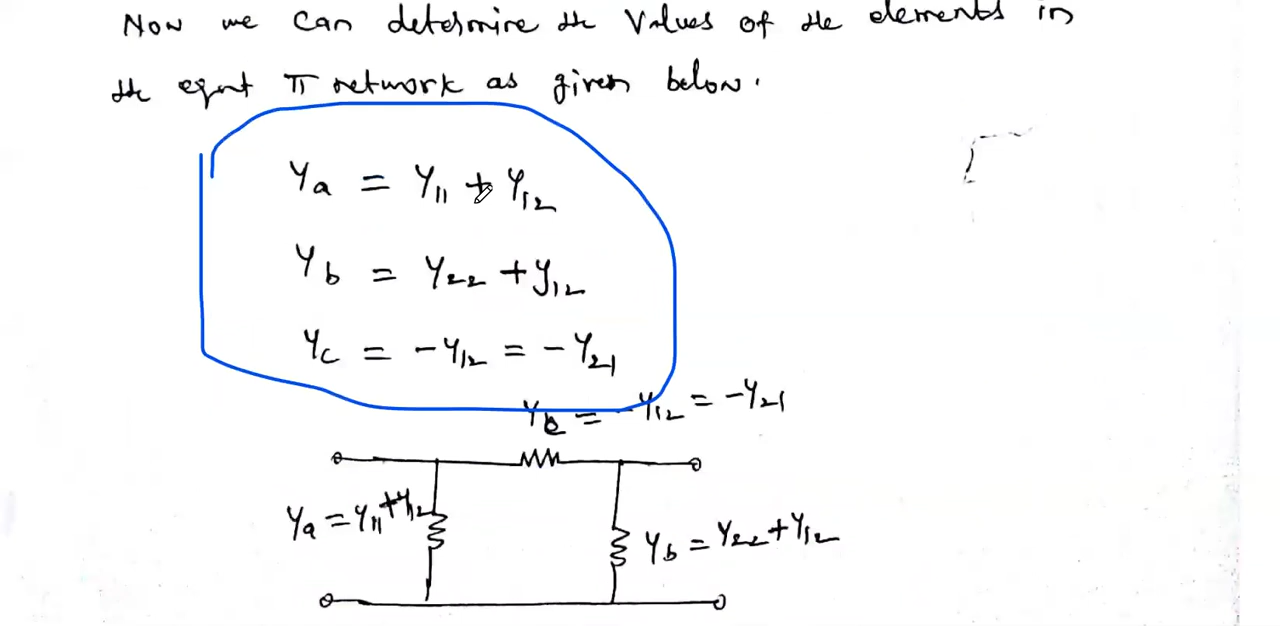 Now we can determine the values of the elements in
the eqnt π network as given below.
Ya = Y11 + Y12
Yb = Y22 + Y12
Yc = -Y12 = -Y21
Yc = -Y12 = -Y21
Ya = Y11 + Y12
Yb = Y22 + Y12